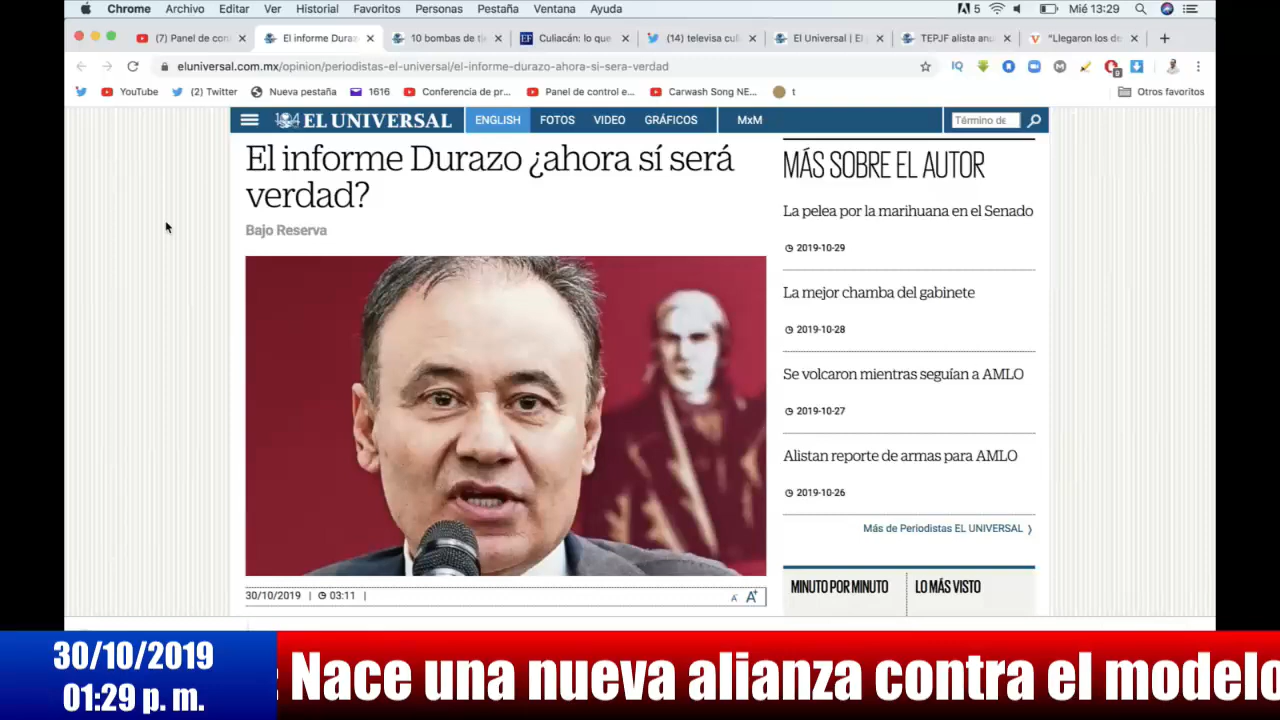 Chrome Archivo Editar Ver Historial Favoritos Personas Pestaña Ventana Ayuda
5 Mié 13:29
(7) Panel de con
El informe Duraz
10 bombas de ti
Culiacán: lo que
(14) televisa cul
El Universal | El
TEPJF alista anu
"Llegaron los de
eluniversal.com.mx/opinion/periodistas-el-universal/el-informe-durazo-ahora-si-sera-verdad
YouTube
(2) Twitter
Nueva pestaña
1616
Conferencia de pr...
Panel de control e...
Carwash Song NE...
t
Otros favoritos
EL UNIVERSAL
ENGLISH FOTOS VIDEO GRÁFICOS MxM
Término de
El informe Durazo ¿ahora sí será
verdad?
Bajo Reserva
30/10/2019 | 03:11 |
A- A+
MÁS SOBRE EL AUTOR
La pelea por la marihuana en el Senado
2019-10-29
La mejor chamba del gabinete
2019-10-28
Se volcaron mientras seguían a AMLO
2019-10-27
Alistan reporte de armas para AMLO
2019-10-26
Más de Periodistas EL UNIVERSAL ⟩
MINUTO POR MINUTO
LO MÁS VISTO
30/10/2019
01:29 p. m.
: Nace una nueva alianza contra el modelo